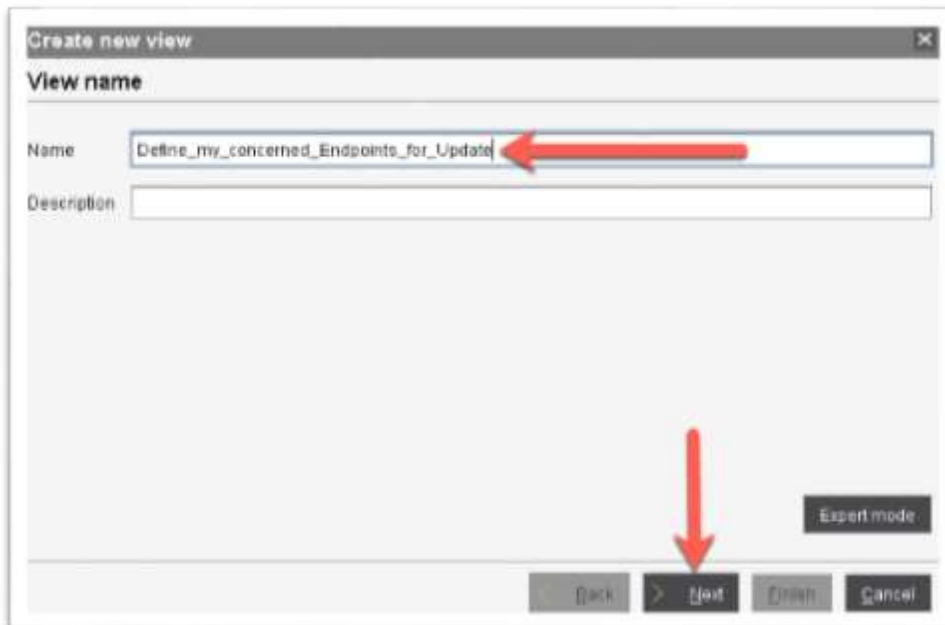 Create new view
View name
Name Define_my_concerned_Endpoints_for_Update
Description
Expert mode
Back Next Finish Cancel